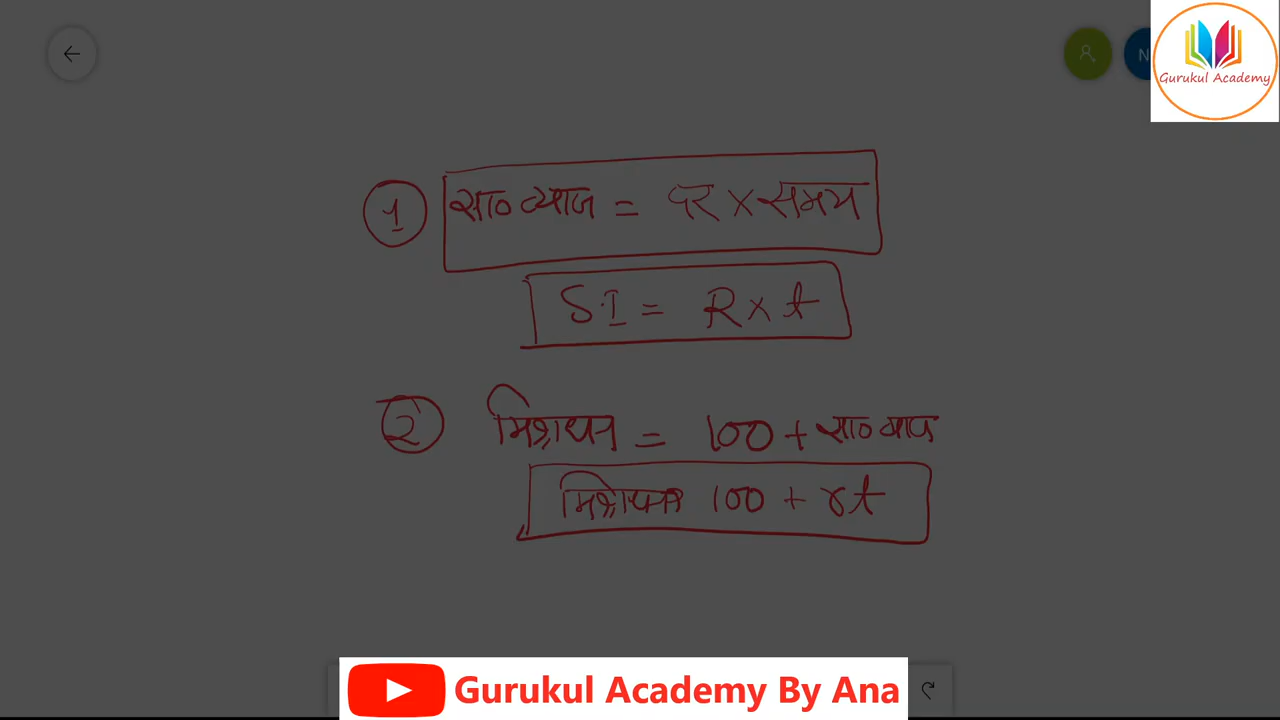 Gurukul Academy
N
1 सा० ब्याज = दर × समय
S.I = R × t
2 मिश्रधन = 100 + सा० ब्याज
मिश्रधन 100 + rt
Gurukul Academy By Ana